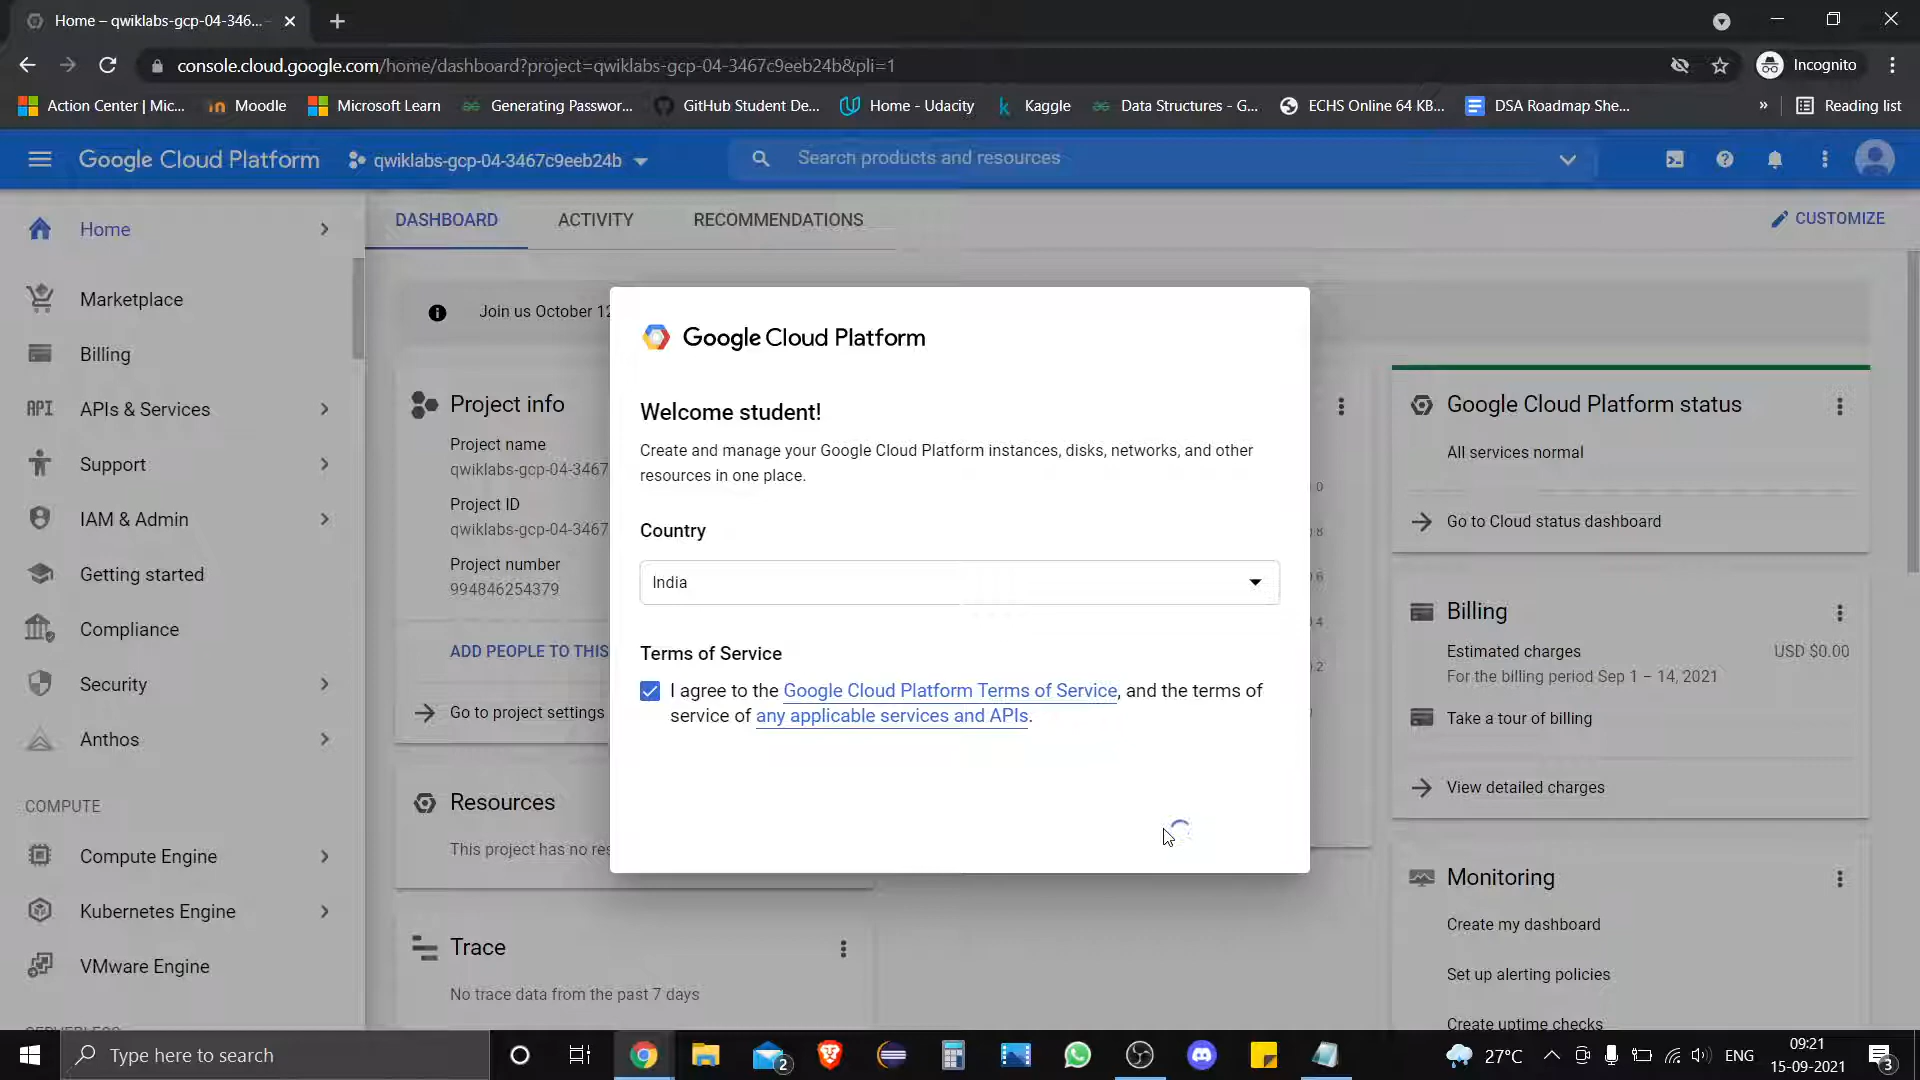 Home – qwiklabs-gcp-04-346...
console.cloud.google.com/home/dashboard?project=qwiklabs-gcp-04-3467c9eeb24b&pli=1
Incognito
Action Center | Mic...
Moodle
Microsoft Learn
Generating Passwor...
GitHub Student De...
Home - Udacity
Kaggle
Data Structures - G...
ECHS Online 64 KB...
DSA Roadmap She...
»
Reading list
Google Cloud Platform
qwiklabs-gcp-04-3467c9eeb24b
Search products and resources
Home
Marketplace
Billing
API APIs & Services
Support
IAM & Admin
Getting started
Compliance
Security
Anthos
COMPUTE
Compute Engine
Kubernetes Engine
VMware Engine
DASHBOARD
ACTIVITY
RECOMMENDATIONS
CUSTOMIZE
Join us October 12
Project info
Project name
qwiklabs-gcp-04-3467
Project ID
qwiklabs-gcp-04-3467
Project number
994846254379
ADD PEOPLE TO THIS
Go to project settings
Resources
This project has no res
Trace
No trace data from the past 7 days
Google Cloud Platform
Welcome student!
Create and manage your Google Cloud Platform instances, disks, networks, and other
resources in one place.
Country
India
Terms of Service
I agree to the Google Cloud Platform Terms of Service, and the terms of
service of any applicable services and APIs.
0
8
6
4
2
Google Cloud Platform status
All services normal
Go to Cloud status dashboard
Billing
Estimated charges
USD $0.00
For the billing period Sep 1 – 14, 2021
Take a tour of billing
View detailed charges
Monitoring
Create my dashboard
Set up alerting policies
Create uptime checks
Type here to search
2
27°C
ENG
09:21
15-09-2021
3